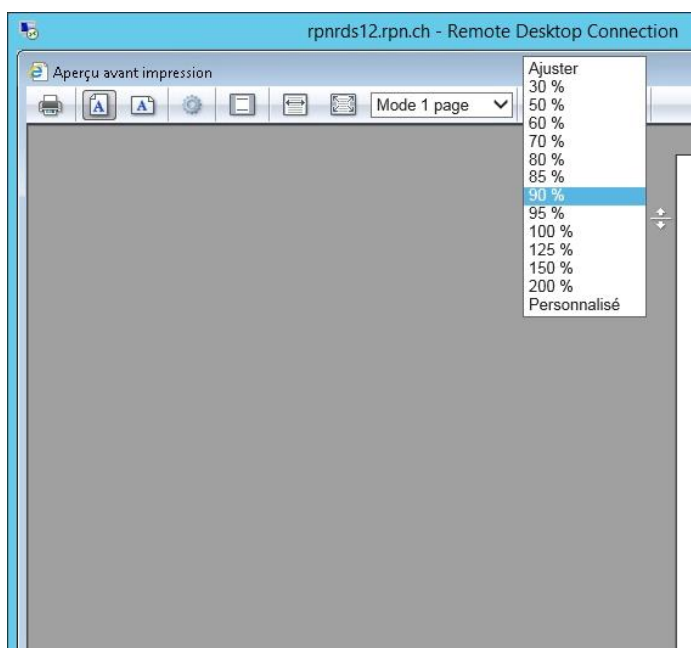 rpnrds12.rpn.ch - Remote Desktop Connection
Aperçu avant impression
A
A
Mode 1 page
Ajuster
30 %
50 %
60 %
70 %
80 %
85 %
90 %
95 %
100 %
125 %
150 %
200 %
Personnalisé